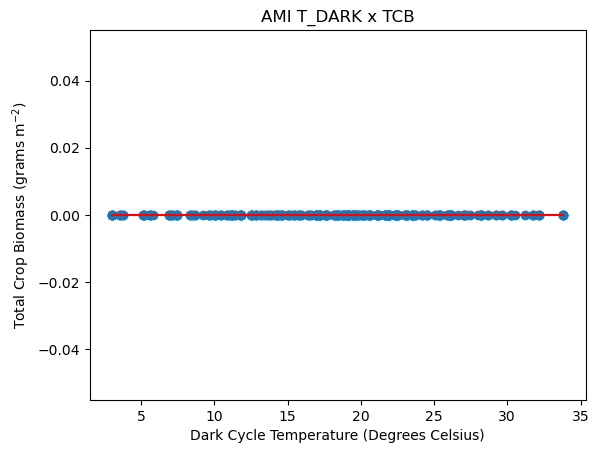 AMI T_DARK x TCB
Total Crop Biomass (grams m⁻²)
0.04
0.02
0.00
−0.02
−0.04
5 10 15 20 25 30 35
Dark Cycle Temperature (Degrees Celsius)